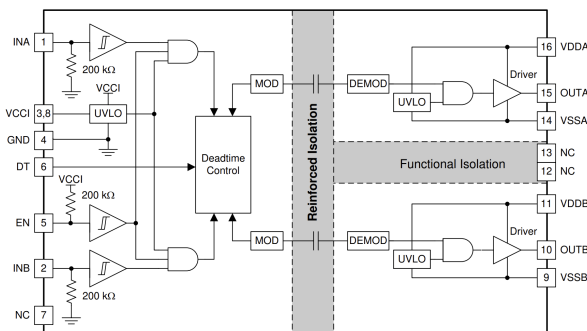 INA 1
200 kΩ
VCCI
VCCI 3,8
UVLO
GND 4
DT 6
VCCI
200 kΩ
EN 5
INB 2
200 kΩ
NC 7
Deadtime
Control
MOD
MOD
Reinforced Isolation
DEMOD
UVLO
Driver
16 VDDA
15 OUTA
14 VSSA
Functional Isolation
13 NC
12 NC
11 VDDB
DEMOD
UVLO
Driver
10 OUTB
9 VSSB